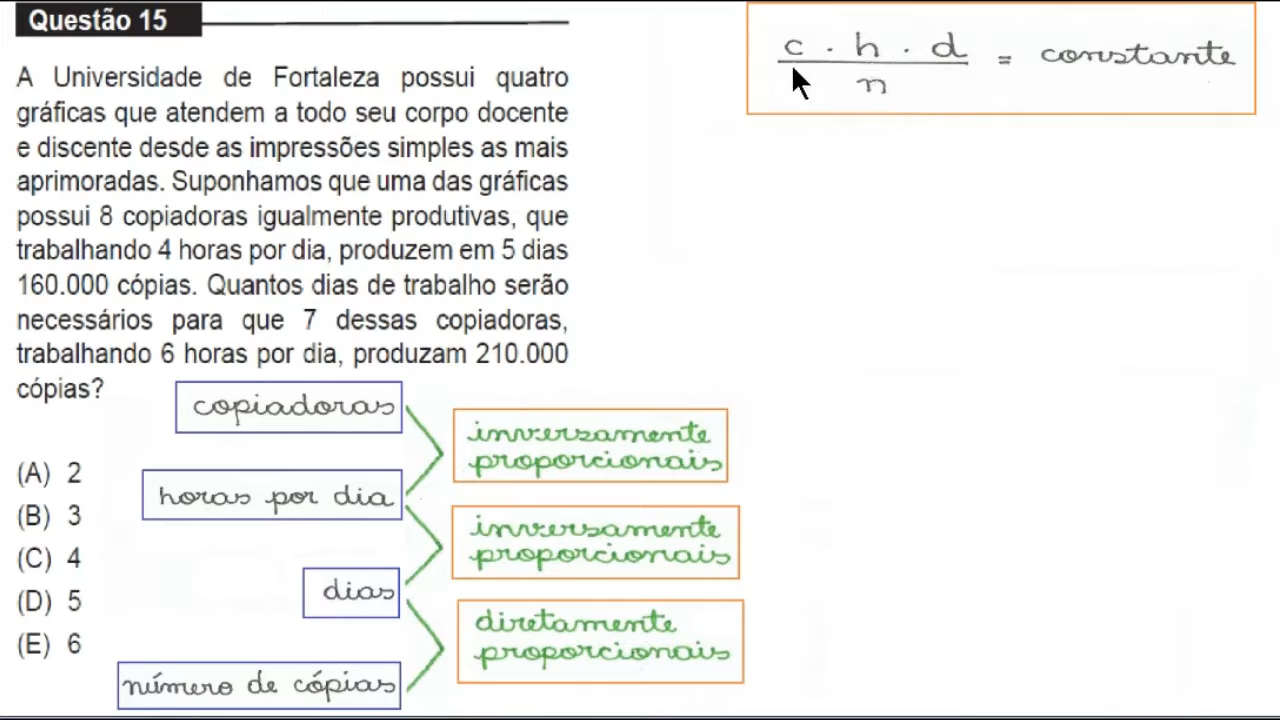 Questão 15
A Universidade de Fortaleza possui quatro
gráficas que atendem a todo seu corpo docente
e discente desde as impressões simples as mais
aprimoradas. Suponhamos que uma das gráficas
possui 8 copiadoras igualmente produtivas, que
trabalhando 4 horas por dia, produzem em 5 dias
160.000 cópias. Quantos dias de trabalho serão
necessários para que 7 dessas copiadoras,
trabalhando 6 horas por dia, produzam 210.000
cópias?
(A) 2
(B) 3
(C) 4
(D) 5
(E) 6
copiadoras
horas por dia
dias
número de cópias
inversamente
proporcionais
inversamente
proporcionais
diretamente
proporcionais
c . h . d
n
= constante